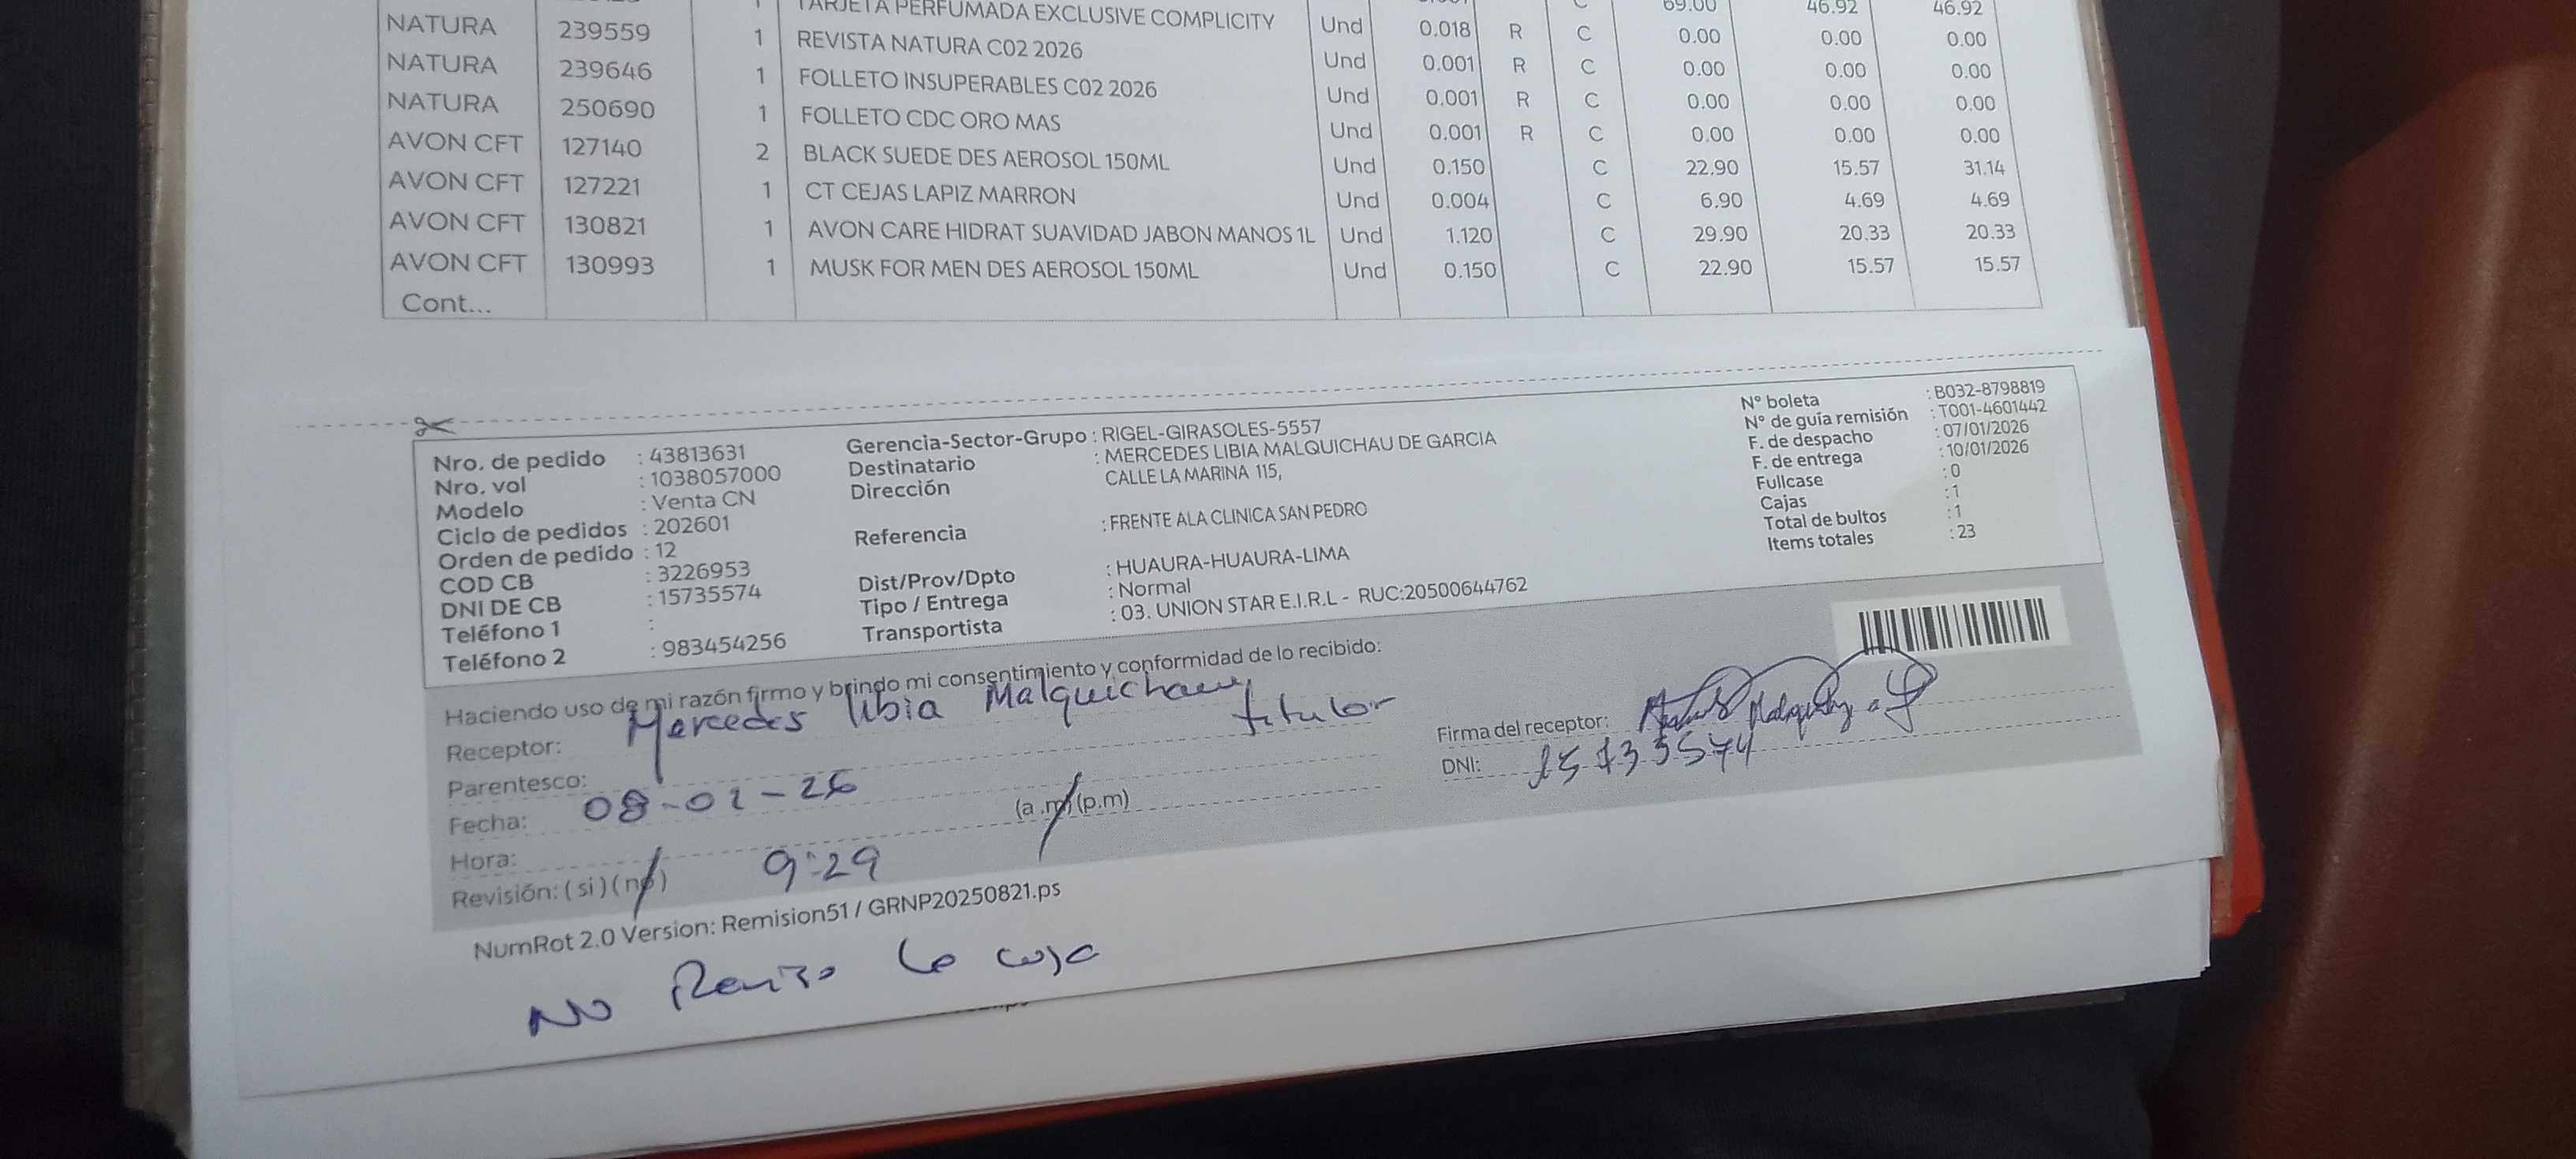 TARJETA PERFUMADA EXCLUSIVE COMPLICITY 69.00 46.92 46.92
NATURA 239559 1 REVISTA NATURA C02 2026 Und 0.018 R C 0.00 0.00 0.00
NATURA 239646 1 FOLLETO INSUPERABLES C02 2026 Und 0.001 R C 0.00 0.00 0.00
NATURA 250690 1 FOLLETO CDC ORO MAS Und 0.001 R C 0.00 0.00 0.00
AVON CFT 127140 2 BLACK SUEDE DES AEROSOL 150ML Und 0.150 C 22.90 15.57 31.14
AVON CFT 127221 1 CT CEJAS LAPIZ MARRON Und 0.004 C 6.90 4.69 4.69
AVON CFT 130821 1 AVON CARE HIDRAT SUAVIDAD JABON MANOS 1L Und 1.120 C 29.90 20.33 20.33
AVON CFT 130993 1 MUSK FOR MEN DES AEROSOL 150ML Und 0.150 C 22.90 15.57 15.57
Cont...
Nro. de pedido : 43813631
Nro. vol : 1038057000
Modelo : Venta CN
Ciclo de pedidos : 202601
Orden de pedido : 12
COD CB : 3226953
DNI DE CB : 15735574
Teléfono 1 :
Teléfono 2 : 983454256
Gerencia-Sector-Grupo : RIGEL-GIRASOLES-5557
Destinatario : MERCEDES LIBIA MALQUICHAU DE GARCIA
Dirección CALLE LA MARINA 115,
Referencia : FRENTE ALA CLINICA SAN PEDRO
Dist/Prov/Dpto : HUAURA-HUAURA-LIMA
Tipo / Entrega : Normal
Transportista : 03. UNION STAR E.I.R.L - RUC:20500644762
N° boleta : B032-8798819
N° de guía remisión : T001-4601442
F. de despacho : 07/01/2026
F. de entrega : 10/01/2026
Fullcase : 0
Cajas : 1
Total de bultos : 1
Items totales : 23
Haciendo uso de mi razón firmo y brindo mi consentimiento y conformidad de lo recibido:
Receptor: Mercedes libia Malquichau
Parentesco: titular
Fecha: 08-01-26
Hora: 9:29 (a.m)(p.m)
Revisión: (si)(no)
Firma del receptor:
DNI: 15735574
NumRot 2.0 Version: Remision51 / GRNP20250821.ps
No Reviso la caja